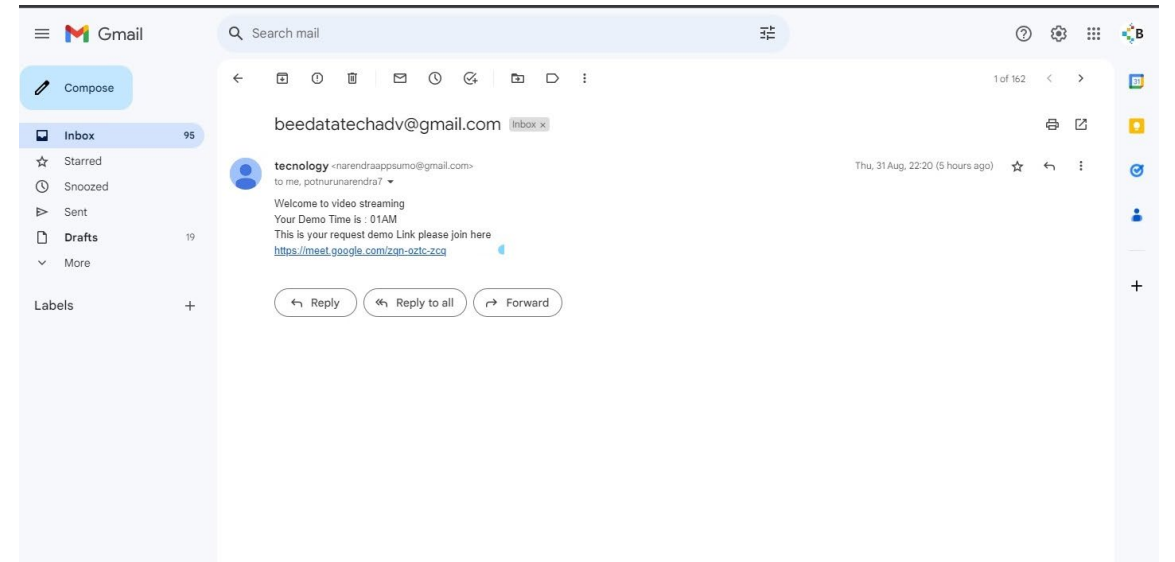 Gmail
Search mail
B
Compose
1 of 162
31
beedatatechadv@gmail.com Inbox x
Inbox 95
Starred
tecnology <narendraappsumo@gmail.com> Thu, 31 Aug, 22:20 (5 hours ago)
to me, potnurunarendra7
Snoozed
Welcome to video streaming
Sent
Your Demo Time is : 01AM
Drafts 19
This is your request demo Link please join here
https://meet.google.com/zqn-oztc-zcq
More
Labels +
Reply Reply to all Forward